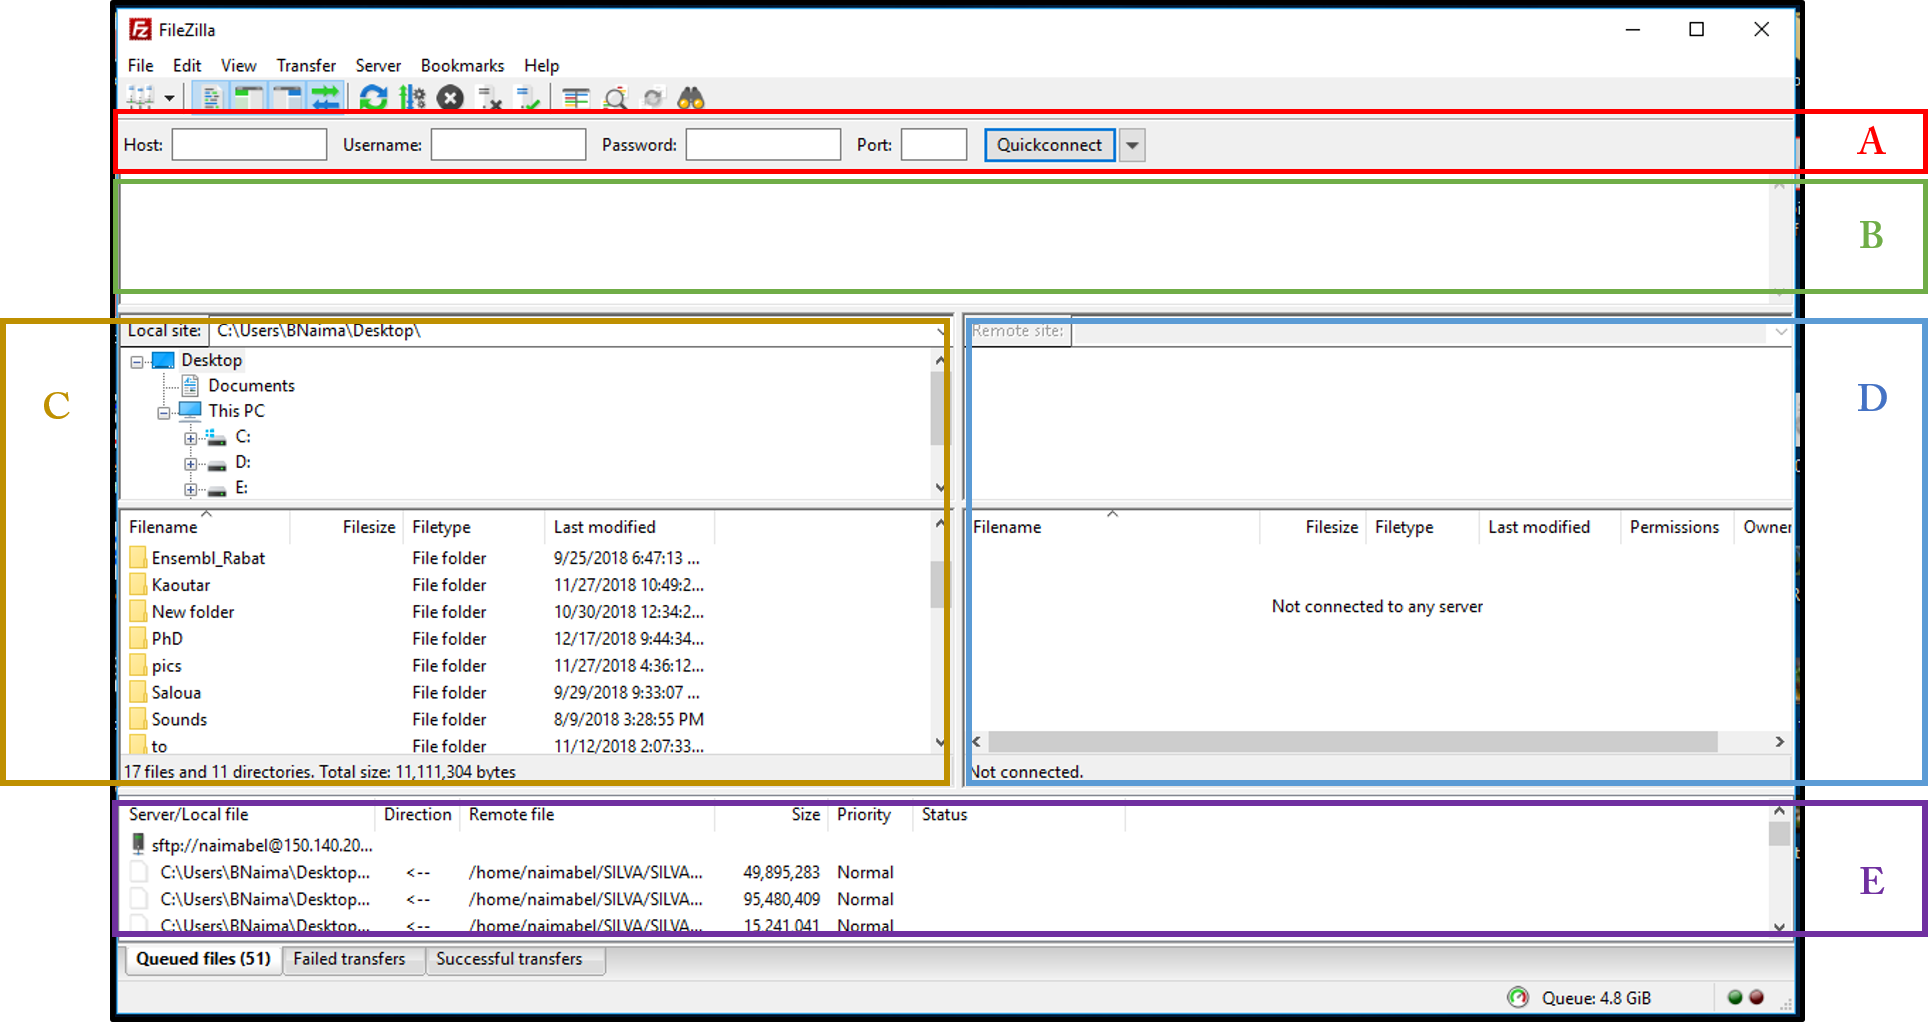 FileZilla
File Edit View Transfer Server Bookmarks Help
Host: Username: Password: Port: Quickconnect
A
B
Local site: C:\Users\BNaima\Desktop\
Remote site:
Desktop
Documents
This PC
C:
D:
E:
C
D
Filename Filesize Filetype Last modified
Ensembl_Rabat File folder 9/25/2018 6:47:13 ...
Kaoutar File folder 11/27/2018 10:49:2...
New folder File folder 10/30/2018 12:34:2...
PhD File folder 12/17/2018 9:44:34...
pics File folder 11/27/2018 4:36:12...
Saloua File folder 9/29/2018 9:33:07 ...
Sounds File folder 8/9/2018 3:28:55 PM
to File folder 11/12/2018 2:07:33...
17 files and 11 directories. Total size: 11,111,304 bytes
Filename Filesize Filetype Last modified Permissions Owner
Not connected to any server
Not connected.
Server/Local file Direction Remote file Size Priority Status
sftp://naimabel@150.140.20...
C:\Users\BNaima\Desktop... <-- /home/naimabel/SILVA/SILVA... 49,895,283 Normal
C:\Users\BNaima\Desktop... <-- /home/naimabel/SILVA/SILVA... 95,480,409 Normal
C:\Users\BNaima\Desktop... <-- /home/naimabel/SILVA/SILVA... 15,241,041 Normal
E
Queued files (51) Failed transfers Successful transfers
Queue: 4.8 GiB